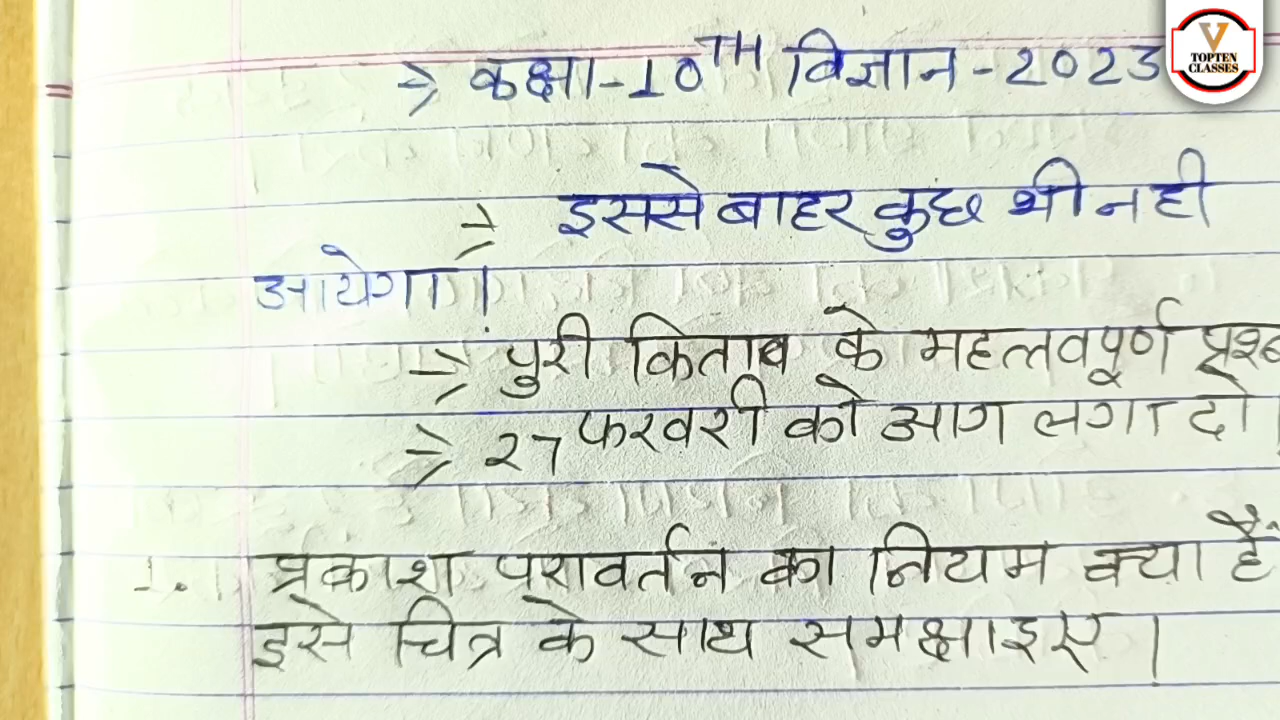 V
TOPTEN
CLASSES
⇒ कक्षा-10TH विज्ञान-2023
⇒ इससे बाहर कुछ भी नही
आयेगा।
⇒ पुरी किताब के महत्वपूर्ण प्रश्न
⇒ 27 फरवरी को आग लगा दो।
1. प्रकाश परावर्तन का नियम क्या है
इसे चित्र के साथ समक्षाइए।